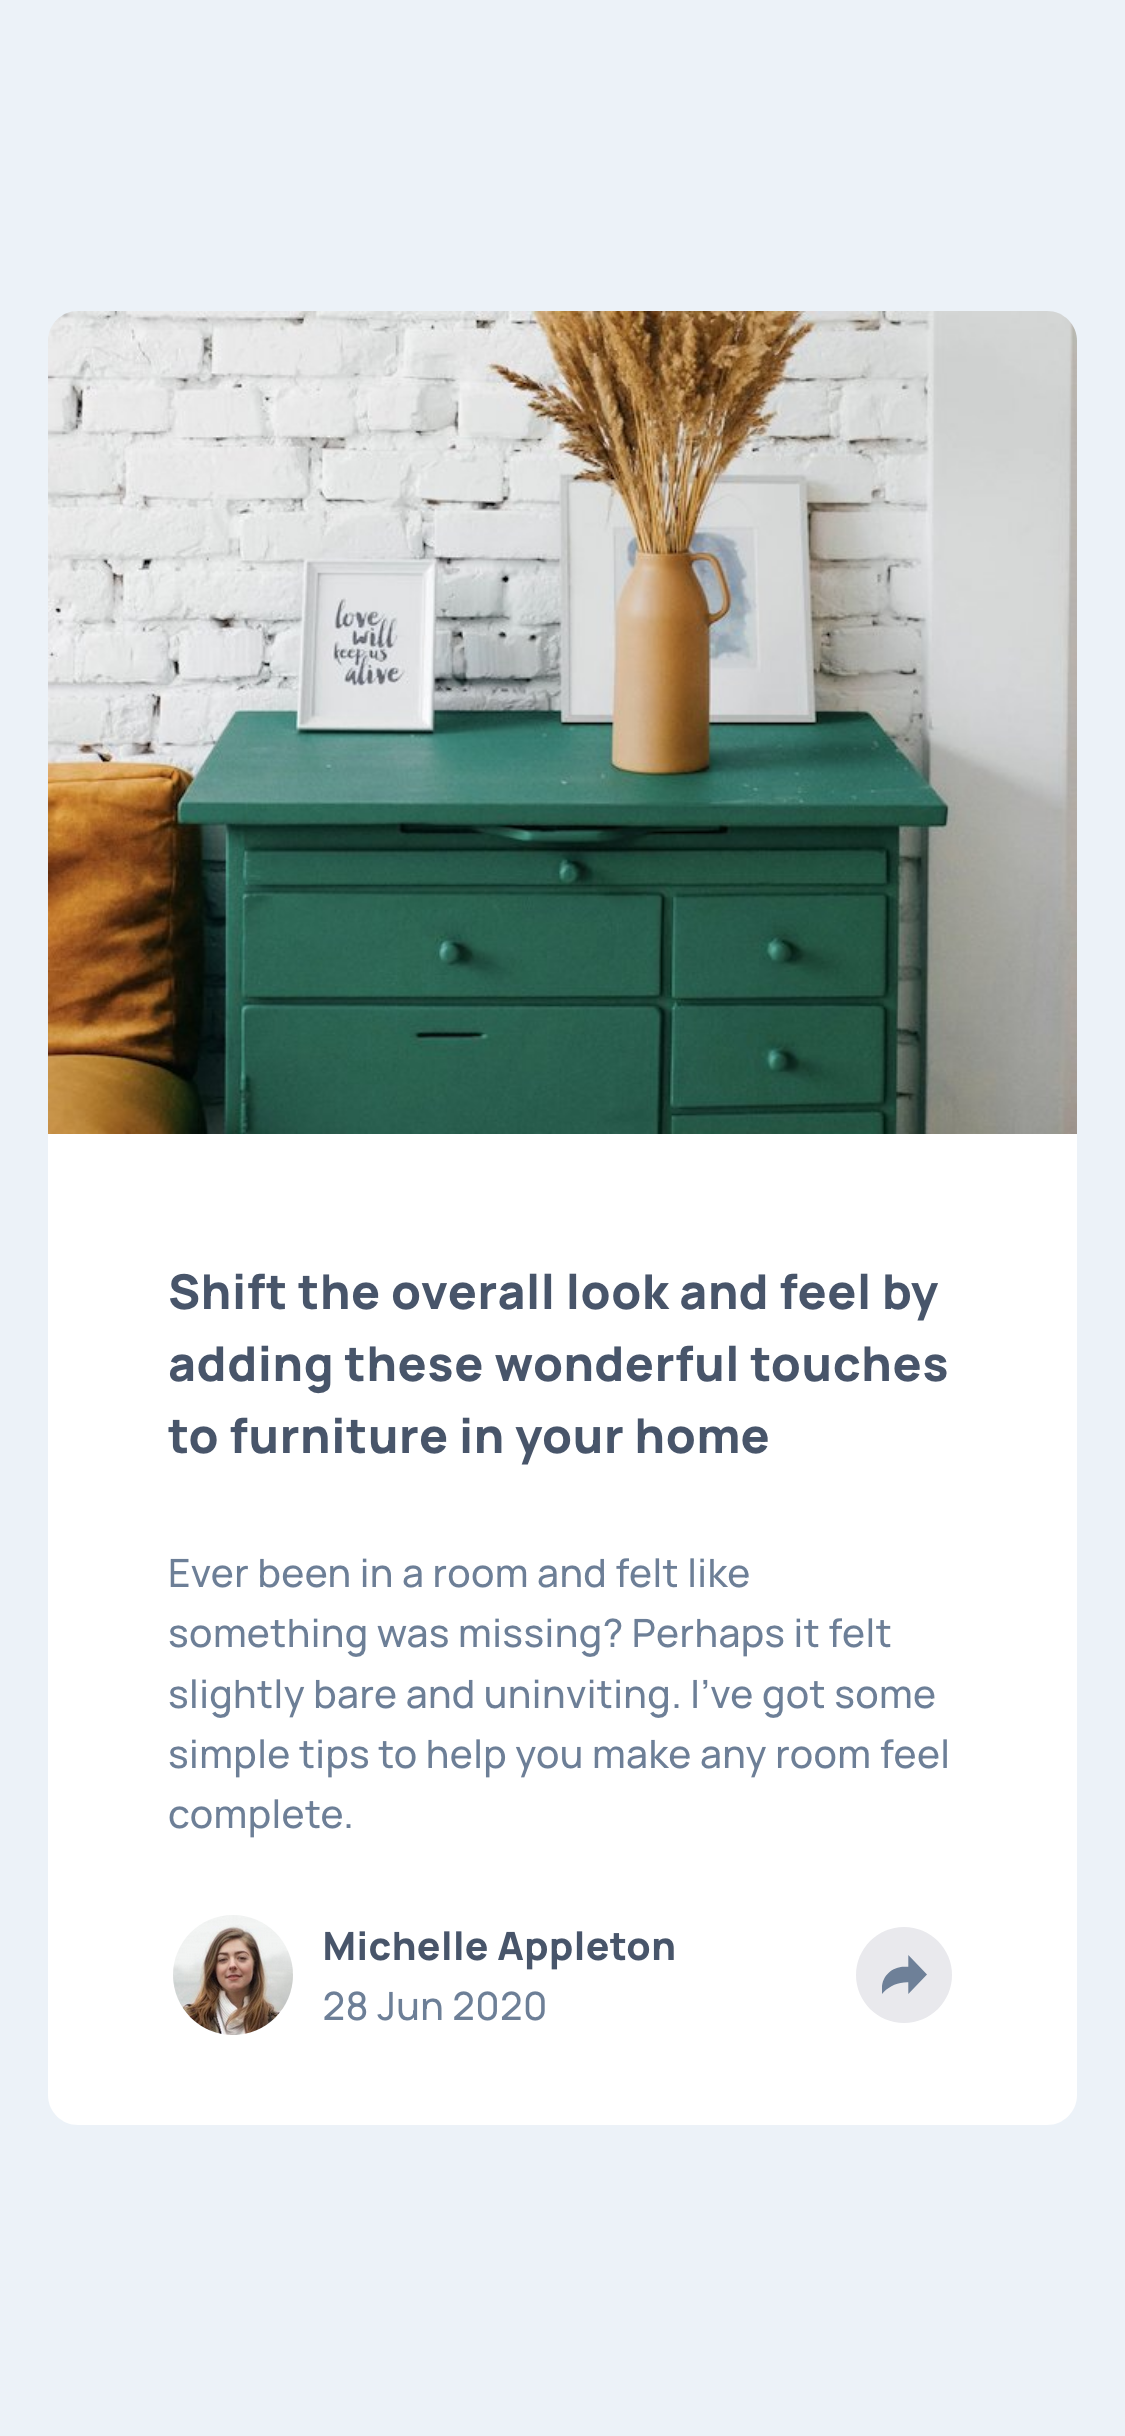 love
will
keep us
alive
Shift the overall look and feel by
adding these wonderful touches
to furniture in your home
Ever been in a room and felt like
something was missing? Perhaps it felt
slightly bare and uninviting. I’ve got some
simple tips to help you make any room feel
complete.
Michelle Appleton
28 Jun 2020